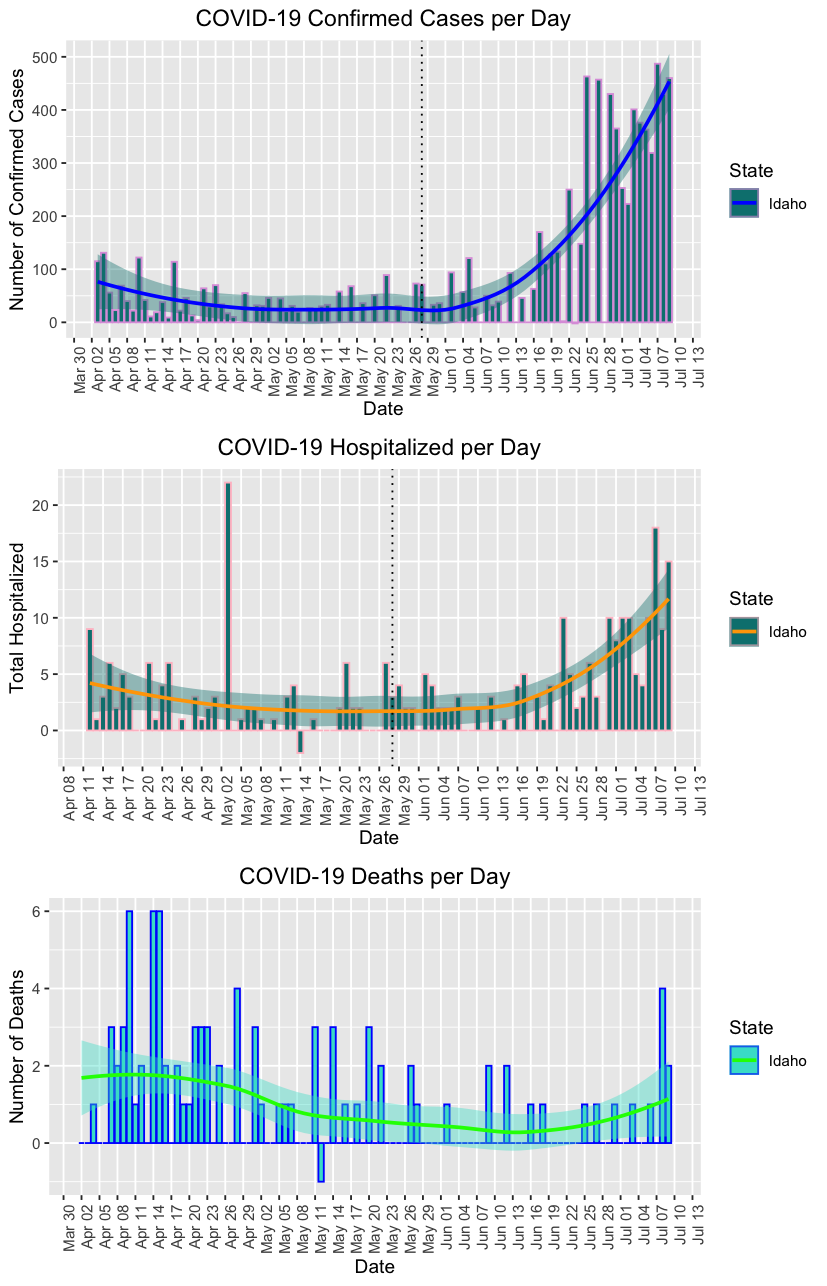 COVID-19 Confirmed Cases per Day
Number of Confirmed Cases
500
400
300
200
100
0
Mar 30
Apr 02
Apr 05
Apr 08
Apr 11
Apr 14
Apr 17
Apr 20
Apr 23
Apr 26
Apr 29
May 02
May 05
May 08
May 11
May 14
May 17
May 20
May 23
May 26
May 29
Jun 01
Jun 04
Jun 07
Jun 10
Jun 13
Jun 16
Jun 19
Jun 22
Jun 25
Jun 28
Jul 01
Jul 04
Jul 07
Jul 10
Jul 13
Date
State
Idaho
COVID-19 Hospitalized per Day
Total Hospitalized
20
15
10
5
0
Apr 08
Apr 11
Apr 14
Apr 17
Apr 20
Apr 23
Apr 26
Apr 29
May 02
May 05
May 08
May 11
May 14
May 17
May 20
May 23
May 26
May 29
Jun 01
Jun 04
Jun 07
Jun 10
Jun 13
Jun 16
Jun 19
Jun 22
Jun 25
Jun 28
Jul 01
Jul 04
Jul 07
Jul 10
Jul 13
Date
State
Idaho
COVID-19 Deaths per Day
Number of Deaths
6
4
2
0
Mar 30
Apr 02
Apr 05
Apr 08
Apr 11
Apr 14
Apr 17
Apr 20
Apr 23
Apr 26
Apr 29
May 02
May 05
May 08
May 11
May 14
May 17
May 20
May 23
May 26
May 29
Jun 01
Jun 04
Jun 07
Jun 10
Jun 13
Jun 16
Jun 19
Jun 22
Jun 25
Jun 28
Jul 01
Jul 04
Jul 07
Jul 10
Jul 13
Date
State
Idaho